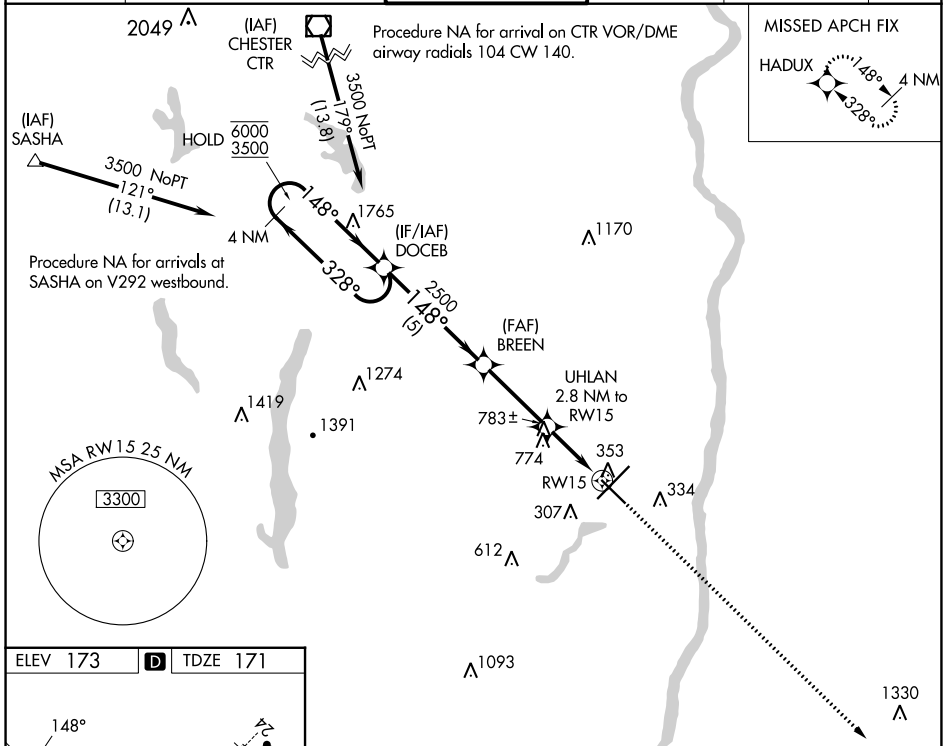 2049
(IAF)
CHESTER
CTR
Procedure NA for arrival on CTR VOR/DME
airway radials 104 CW 140.
MISSED APCH FIX
HADUX
148°
4 NM
328°
3500 NoPT
179°
(13.8)
(IAF)
SASHA
3500 NoPT
121°
(13.1)
HOLD
6000
3500
148°
4 NM
328°
1765
(IF/IAF)
DOCEB
1170
Procedure NA for arrivals at
SASHA on V292 westbound.
2500
148°
(5)
(FAF)
BREEN
UHLAN
2.8 NM to
RW15
783±
774
1274
1419
1391
353
RW15
334
307
612
MSA RW15 25 NM
3300
1093
1330
ELEV 173
D
TDZE 171
148°
24